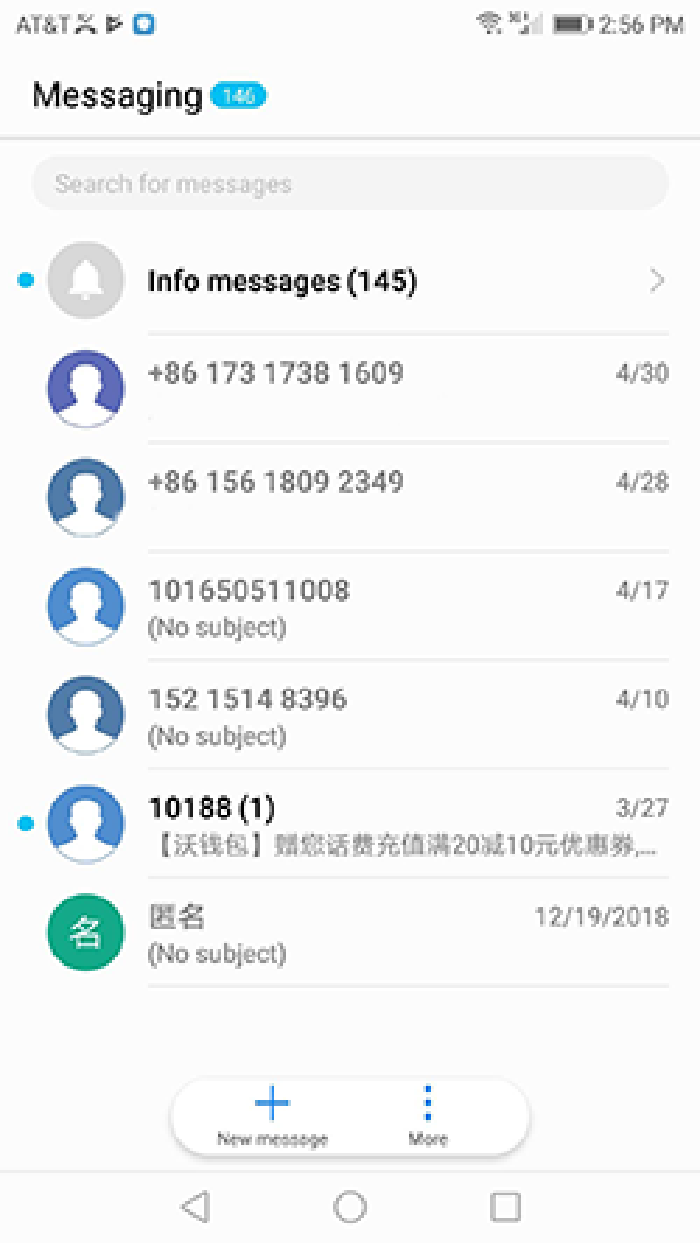 AT&T 2:56 PM
Messaging 146
Search for messages
Info messages (145)
+86 173 1738 1609 4/30
+86 156 1809 2349 4/28
101650511008 4/17
(No subject)
152 1514 8396 4/10
(No subject)
10188 (1) 3/27
【沃钱包】赠您话费充值满20减10元优惠券,...
名 匿名 12/19/2018
(No subject)
New message More